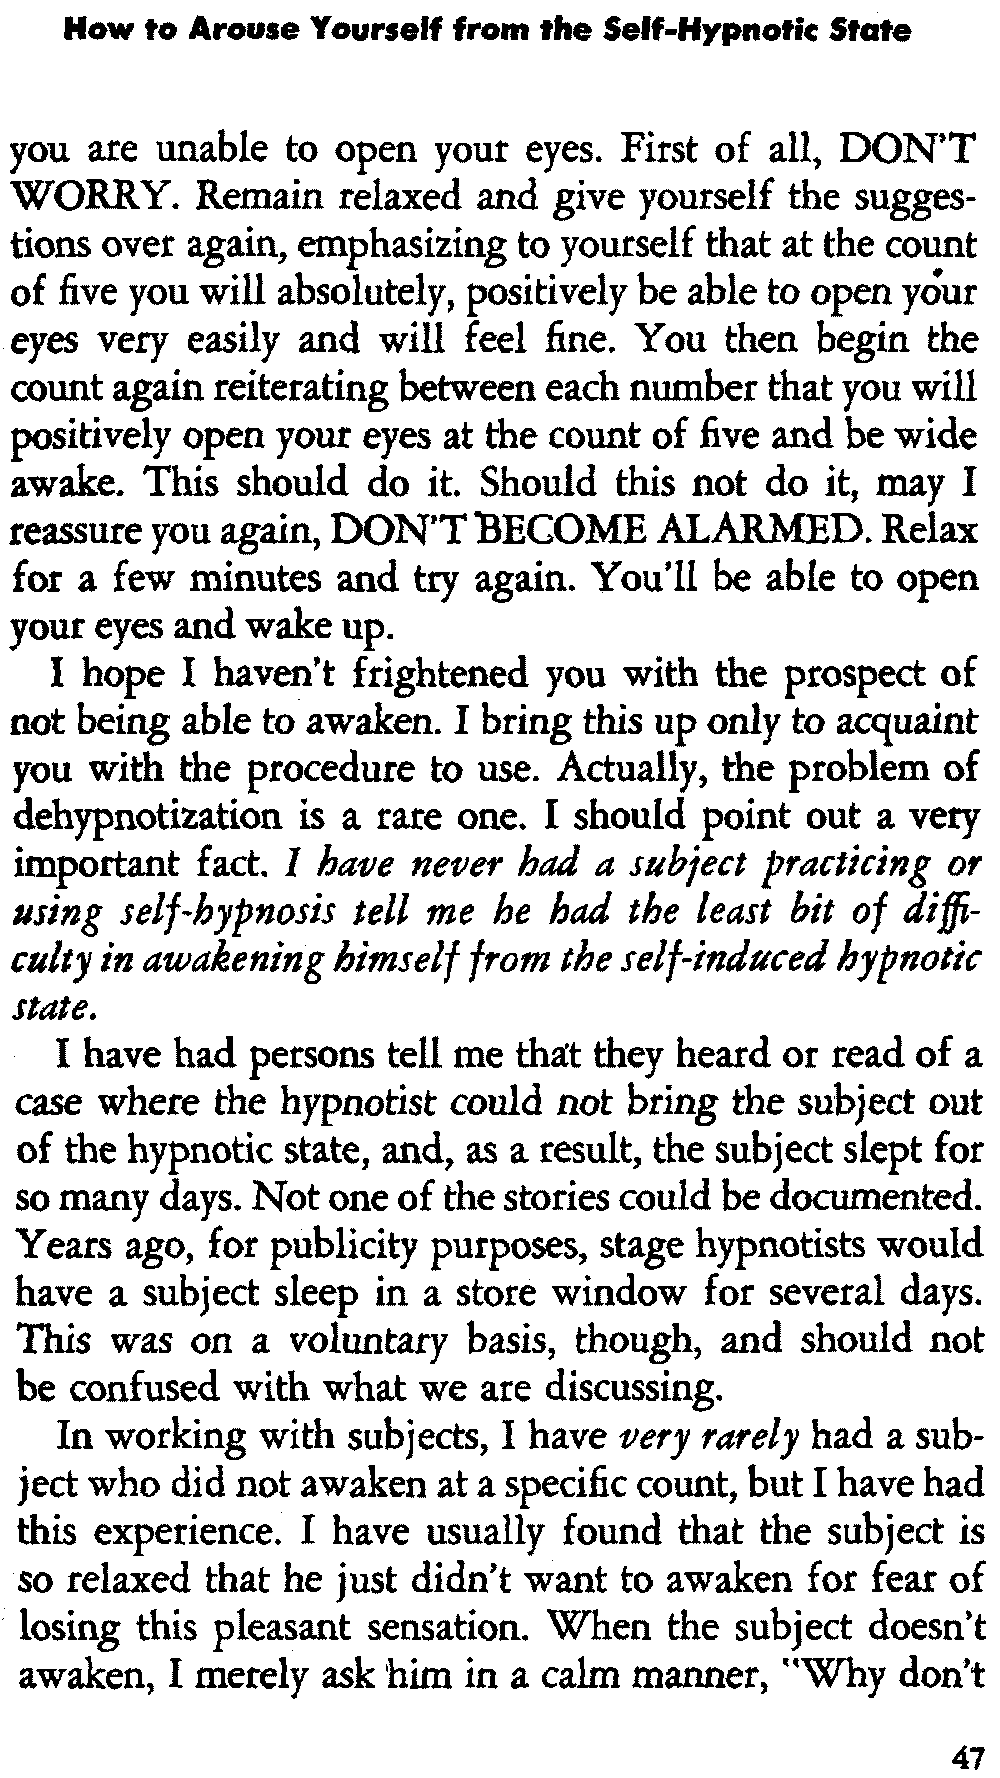 How to Arouse Yourself from the Self-Hypnotic State
you are unable to open your eyes. First of all, DON'T
WORRY. Remain relaxed and give yourself the sugges-
tions over again, emphasizing to yourself that at the count
of five you will absolutely, positively be able to open your
eyes very easily and will feel fine. You then begin the
count again reiterating between each number that you will
positively open your eyes at the count of five and be wide
awake. This should do it. Should this not do it, may I
reassure you again, DON'T BECOME ALARMED. Relax
for a few minutes and try again. You'll be able to open
your eyes and wake up.
I hope I haven't frightened you with the prospect of
not being able to awaken. I bring this up only to acquaint
you with the procedure to use. Actually, the problem of
dehypnotization is a rare one. I should point out a very
important fact. I have never had a subject practicing or
using self-hypnosis tell me he had the least bit of diffi-
culty in awakening himself from the self-induced hypnotic
state.
I have had persons tell me that they heard or read of a
case where the hypnotist could not bring the subject out
of the hypnotic state, and, as a result, the subject slept for
so many days. Not one of the stories could be documented.
Years ago, for publicity purposes, stage hypnotists would
have a subject sleep in a store window for several days.
This was on a voluntary basis, though, and should not
be confused with what we are discussing.
In working with subjects, I have very rarely had a sub-
ject who did not awaken at a specific count, but I have had
this experience. I have usually found that the subject is
so relaxed that he just didn't want to awaken for fear of
losing this pleasant sensation. When the subject doesn't
awaken, I merely ask him in a calm manner, "Why don't
47